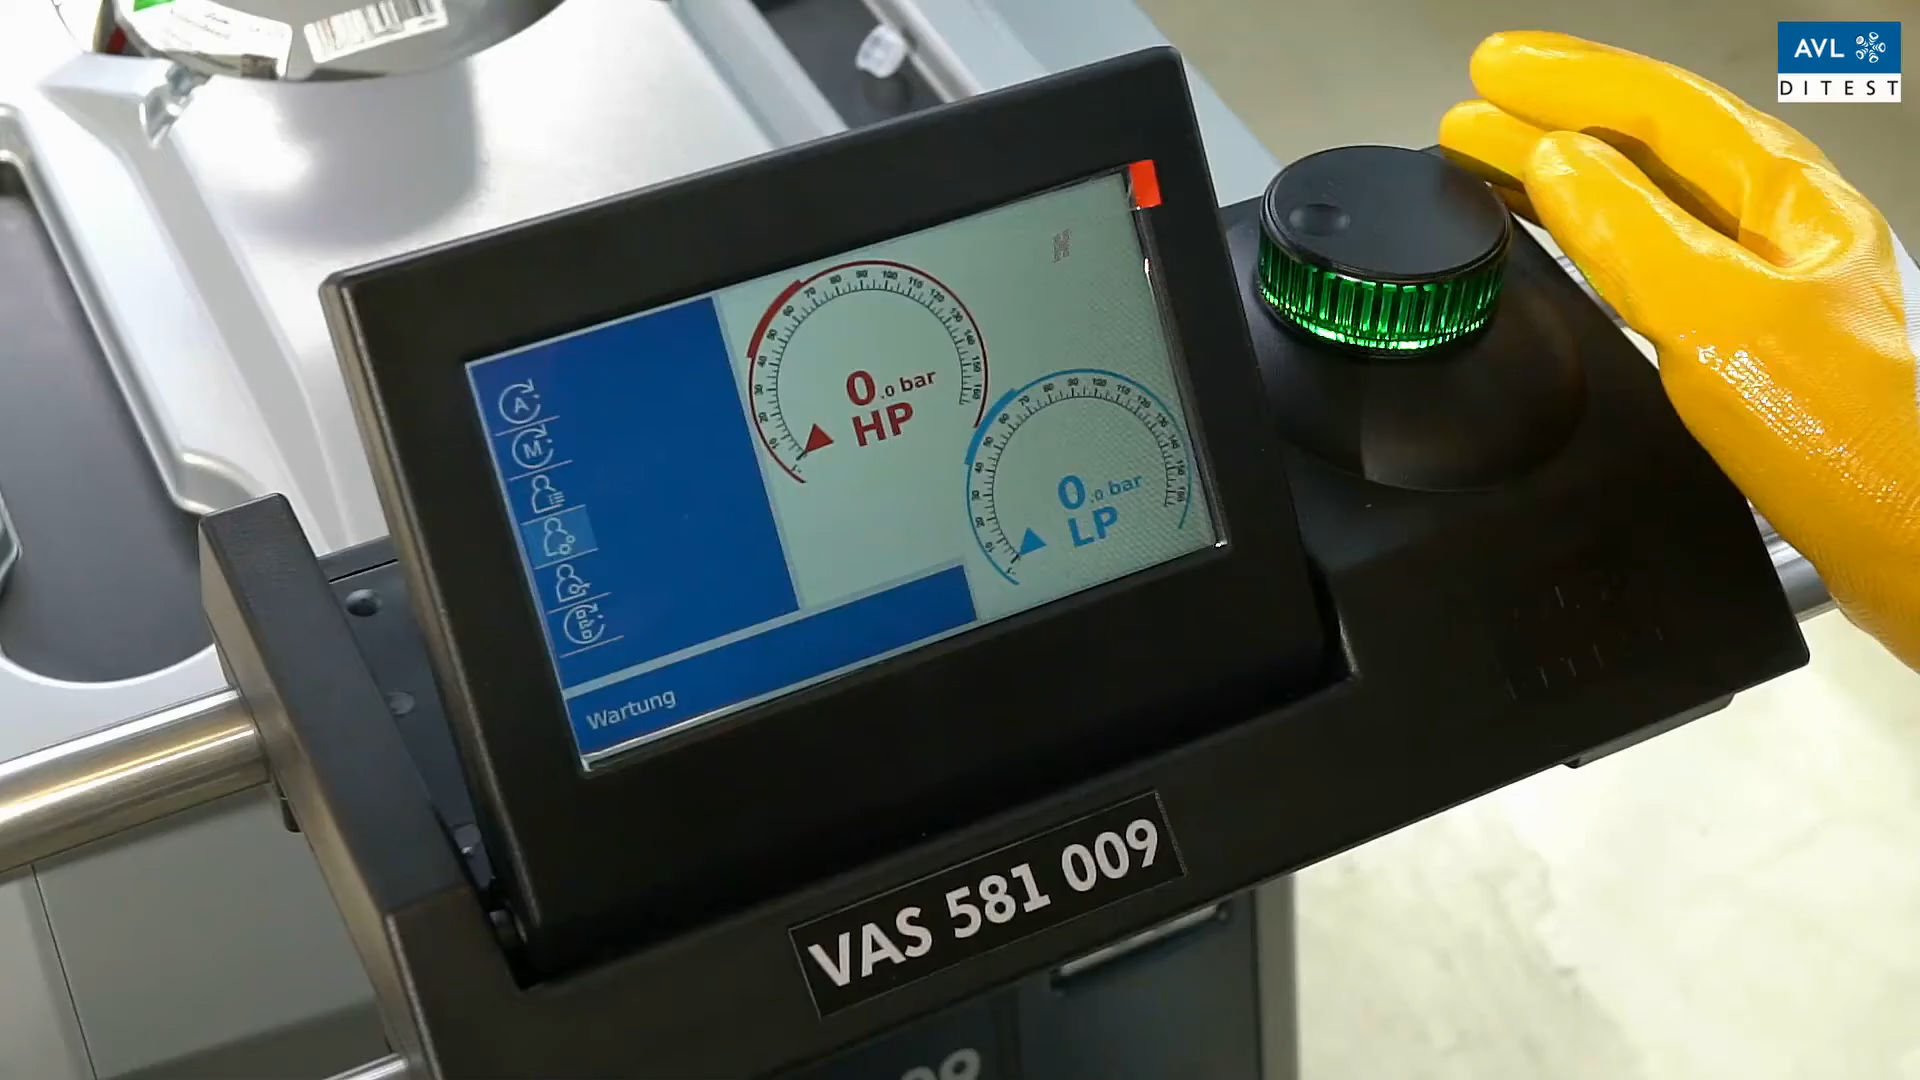 AVL
DITEST
A
M
0.0 bar
HP
0.0 bar
LP
Wartung
VAS 581 009